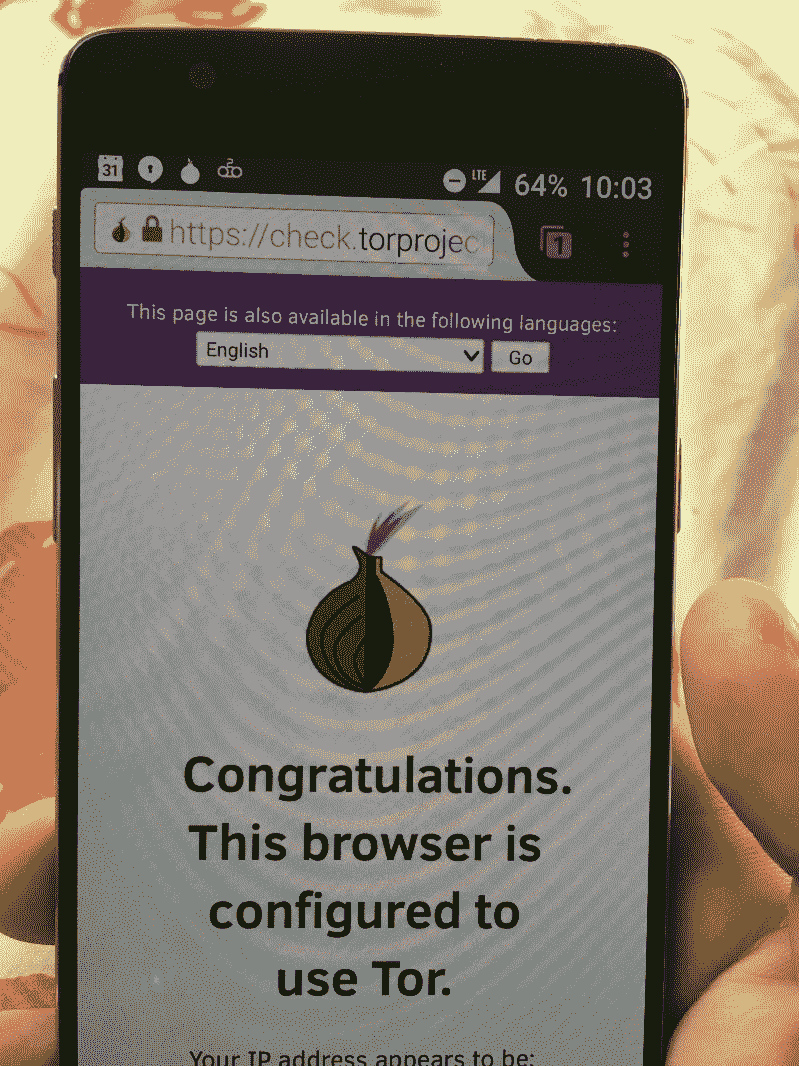 31 LTE 64% 10:03
https://check.torprojec
1
This page is also available in the following languages:
English Go
Congratulations.
This browser is
configured to
use Tor.
Your IP address appears to be: